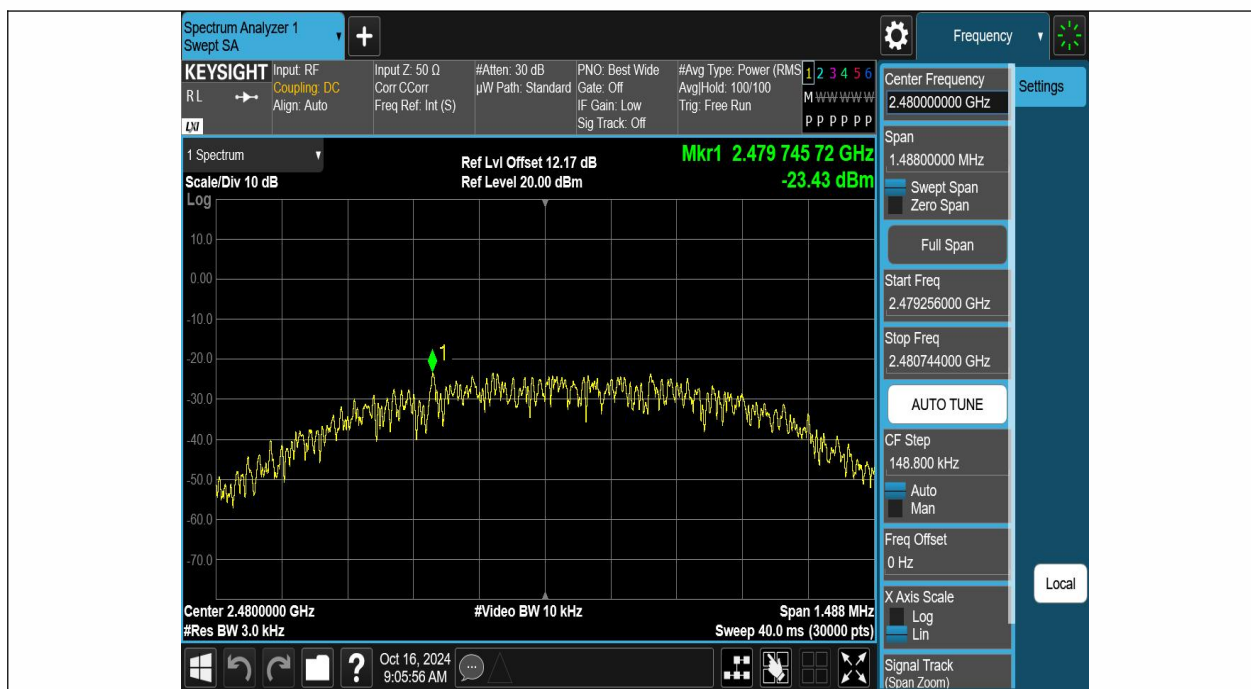 Spectrum Analyzer 1
Swept SA
Frequency
KEYSIGHT
RL
LXI
Input: RF
Coupling: DC
Align: Auto
Input Z: 50 Ω
Corr CCorr
Freq Ref: Int (S)
#Atten: 30 dB
µW Path: Standard
PNO: Best Wide
Gate: Off
IF Gain: Low
Sig Track: Off
#Avg Type: Power (RMS
Avg|Hold: 100/100
Trig: Free Run
1 2 3 4 5 6
M W W W W W
P P P P P P
1 Spectrum
Scale/Div 10 dB
Log
Ref Lvl Offset 12.17 dB
Ref Level 20.00 dBm
Mkr1 2.479 745 72 GHz
-23.43 dBm
10.0
0.00
-10.0
-20.0
-30.0
-40.0
-50.0
-60.0
-70.0
1
Center 2.4800000 GHz
#Res BW 3.0 kHz
#Video BW 10 kHz
Span 1.488 MHz
Sweep 40.0 ms (30000 pts)
Oct 16, 2024
9:05:56 AM
Center Frequency
2.480000000 GHz
Span
1.48800000 MHz
Swept Span
Zero Span
Full Span
Start Freq
2.479256000 GHz
Stop Freq
2.480744000 GHz
AUTO TUNE
CF Step
148.800 kHz
Auto
Man
Freq Offset
0 Hz
X Axis Scale
Log
Lin
Signal Track
(Span Zoom)
Settings
Local